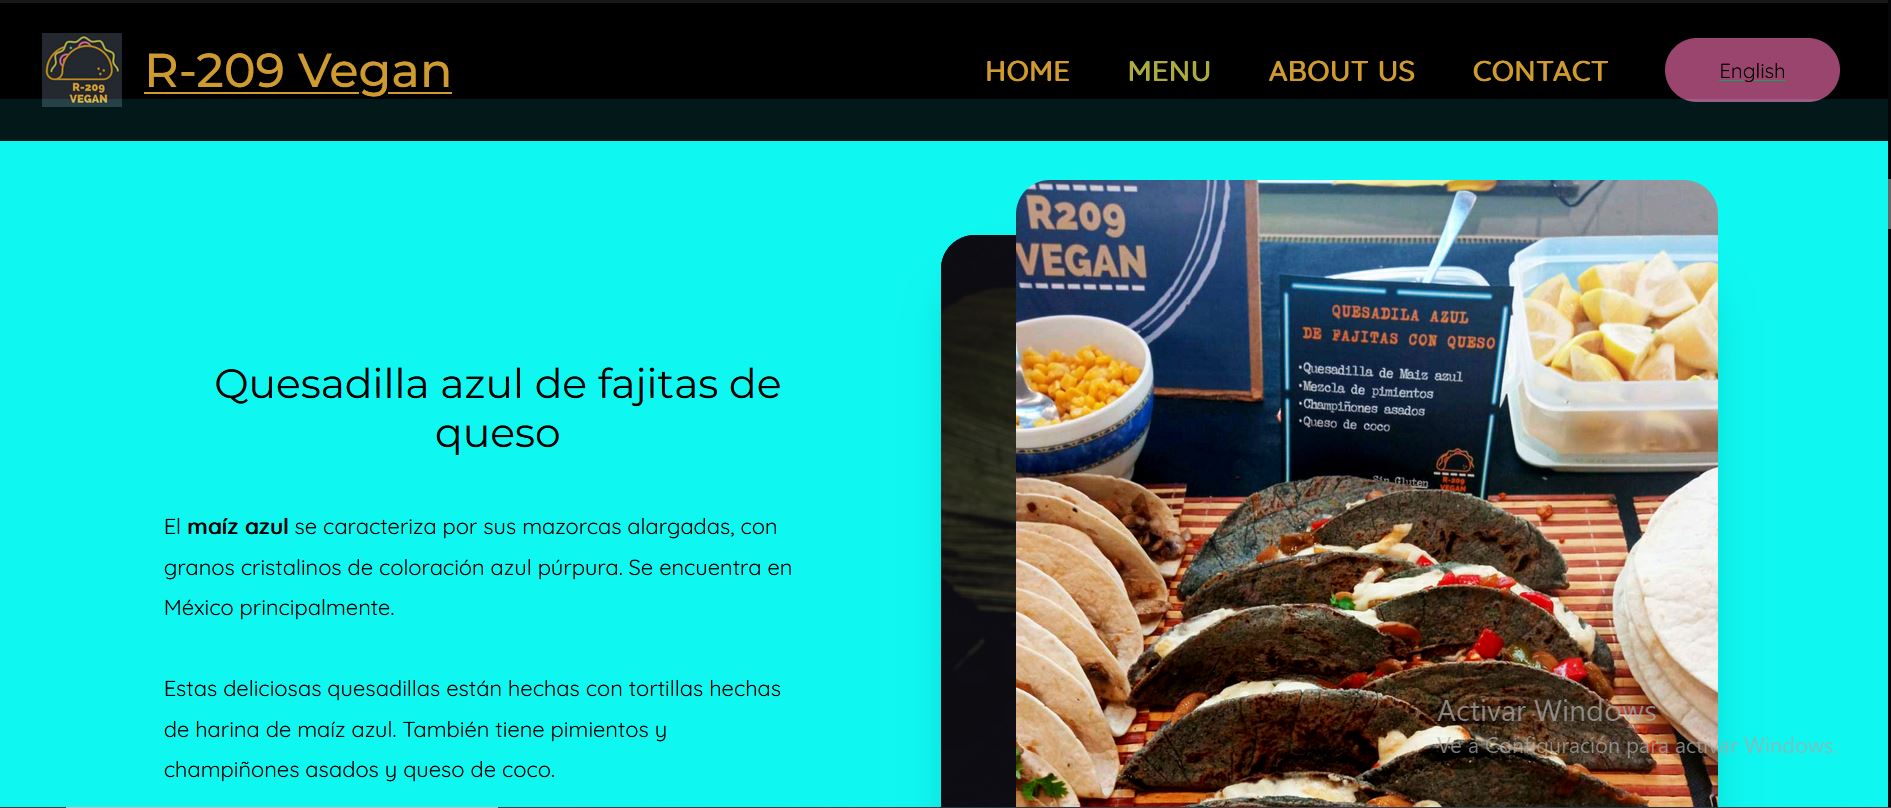 R-209
VEGAN
R-209 Vegan
HOME
MENU
ABOUT US
CONTACT
English
Quesadilla azul de fajitas de
queso
El maíz azul se caracteriza por sus mazorcas alargadas, con
granos cristalinos de coloración azul púrpura. Se encuentra en
México principalmente.
Estas deliciosas quesadillas están hechas con tortillas hechas
de harina de maíz azul. También tiene pimientos y
champiñones asados y queso de coco.
R209
VEGAN
QUESADILA AZUL
DE FAJITAS CON QUESO
·Quesadilla de Maiz azul
·Mezcla de pimientos
·Champiñones asados
·Queso de coco
Sin Gluten
R-209
VEGAN
Activar Windows
Ve a Configuración para activar Windows.